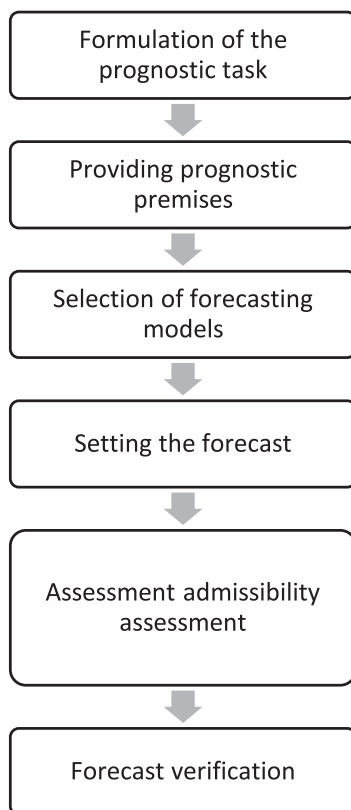 Formulation of the
prognostic task
Providing prognostic
premises
Selection of forecasting
models
Setting the forecast
Assessment admissibility
assessment
Forecast verification